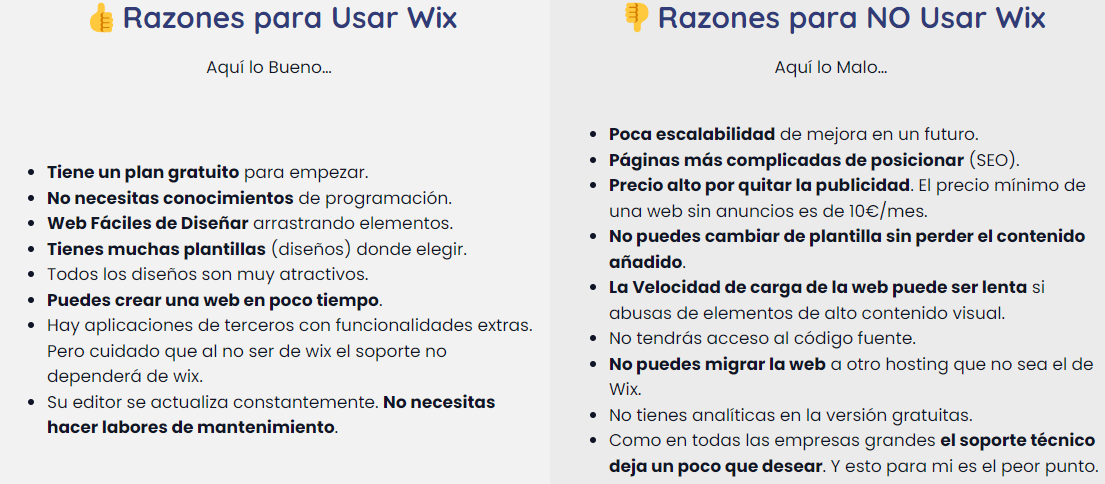 👍 Razones para Usar Wix
Aquí lo Bueno...
• Tiene un plan gratuito para empezar.
• No necesitas conocimientos de programación.
• Web Fáciles de Diseñar arrastrando elementos.
• Tienes muchas plantillas (diseños) donde elegir.
• Todos los diseños son muy atractivos.
• Puedes crear una web en poco tiempo.
• Hay aplicaciones de terceros con funcionalidades extras.
Pero cuidado que al no ser de wix el soporte no
dependerá de wix.
• Su editor se actualiza constantemente. No necesitas
hacer labores de mantenimiento.
👎 Razones para NO Usar Wix
Aquí lo Malo...
• Poca escalabilidad de mejora en un futuro.
• Páginas más complicadas de posicionar (SEO).
• Precio alto por quitar la publicidad. El precio mínimo de
una web sin anuncios es de 10€/mes.
• No puedes cambiar de plantilla sin perder el contenido
añadido.
• La Velocidad de carga de la web puede ser lenta si
abusas de elementos de alto contenido visual.
• No tendrás acceso al código fuente.
• No puedes migrar la web a otro hosting que no sea el de
Wix.
• No tienes analíticas en la versión gratuitas.
• Como en todas las empresas grandes el soporte técnico
deja un poco que desear. Y esto para mi es el peor punto.